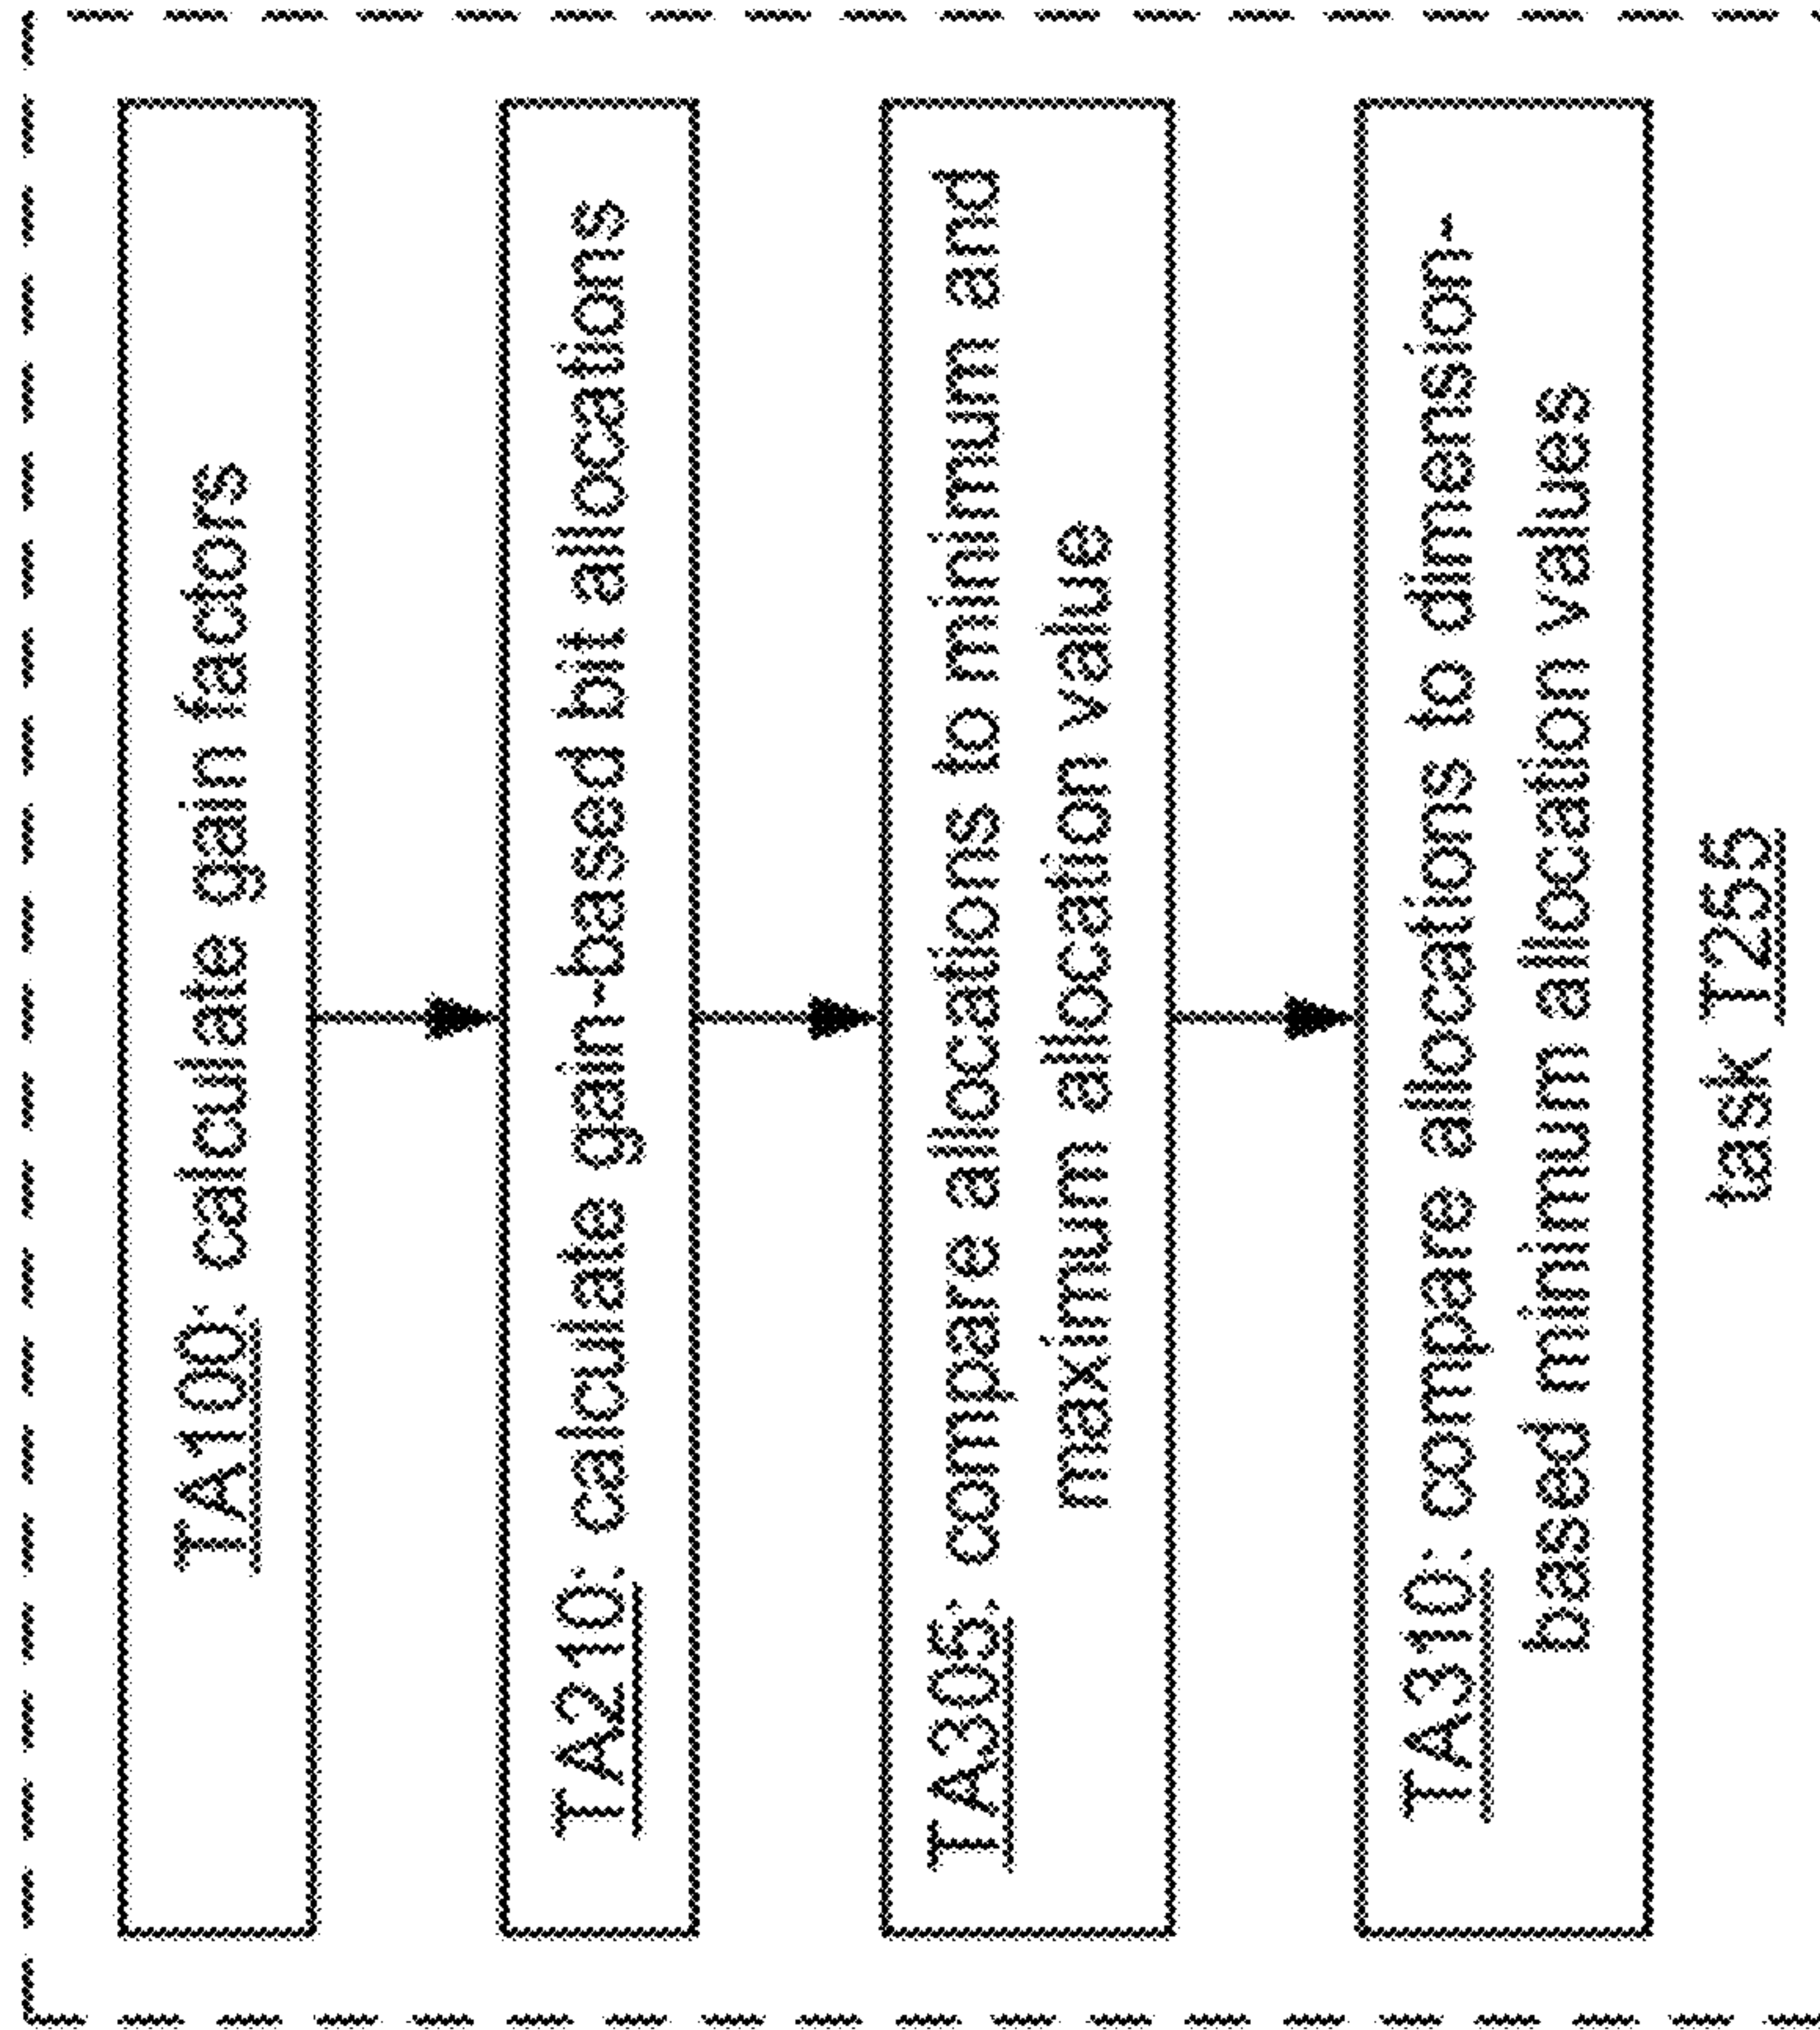 TA100: calculate gain factors
TA210: calculate gain-based bit allocations
TA305: compare allocations to minimum and
maximum allocation value
TA310: compare allocations to dimension-
based minimum allocation values
task T255